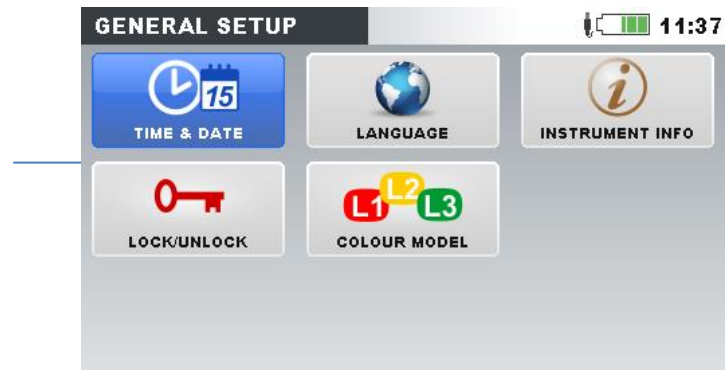 GENERAL SETUP 11:37
15
TIME & DATE LANGUAGE INSTRUMENT INFO
i
L1 L2 L3
LOCK/UNLOCK COLOUR MODEL